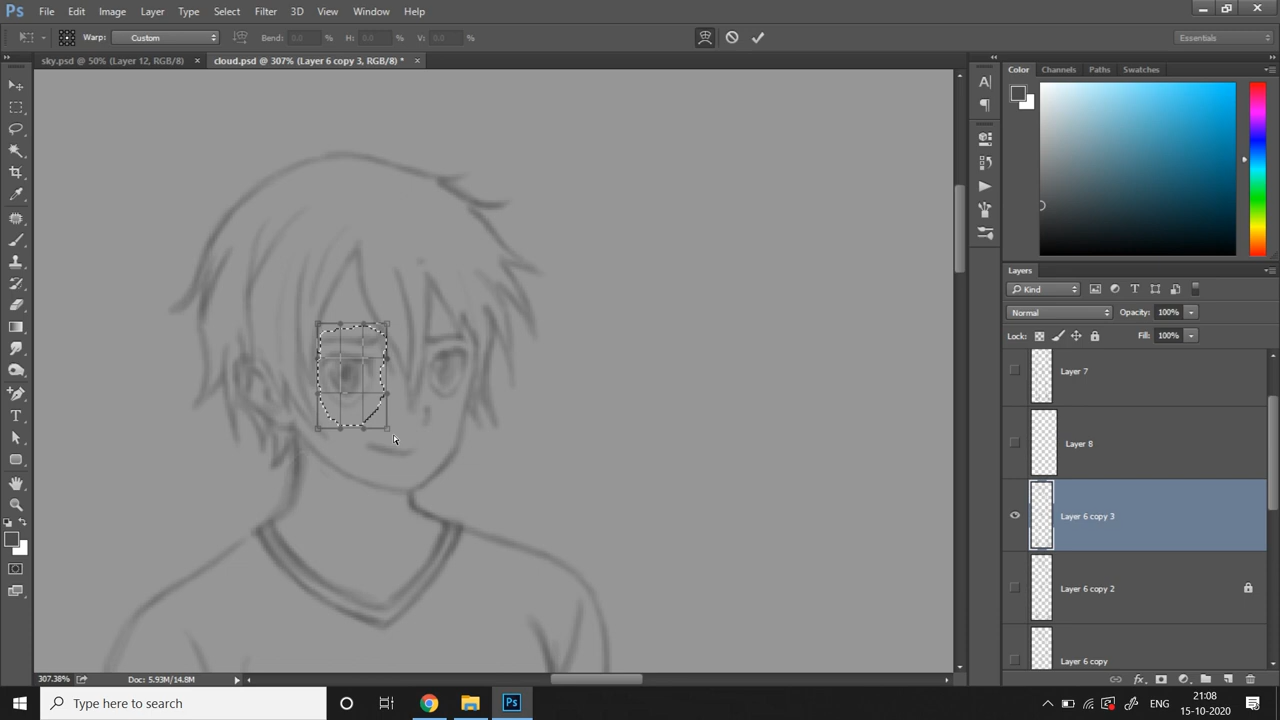 Ps File Edit Image Layer Type Select Filter 3D View Window Help
Warp: Custom Bend: 0.0 % H: 0.0 % V: 0.0 % Essentials
sky.psd @ 50% (Layer 12, RGB/8) × cloud.psd @ 307% (Layer 6 copy 3, RGB/8) * ×
Color Channels Paths Swatches
Layers
Kind
Normal Opacity: 100%
Lock: Fill: 100%
Layer 7
Layer 8
Layer 6 copy 3
Layer 6 copy 2
Layer 6 copy
307.38% Doc: 5.93M/14.8M
Type here to search
Ps
21:08
15-10-2020